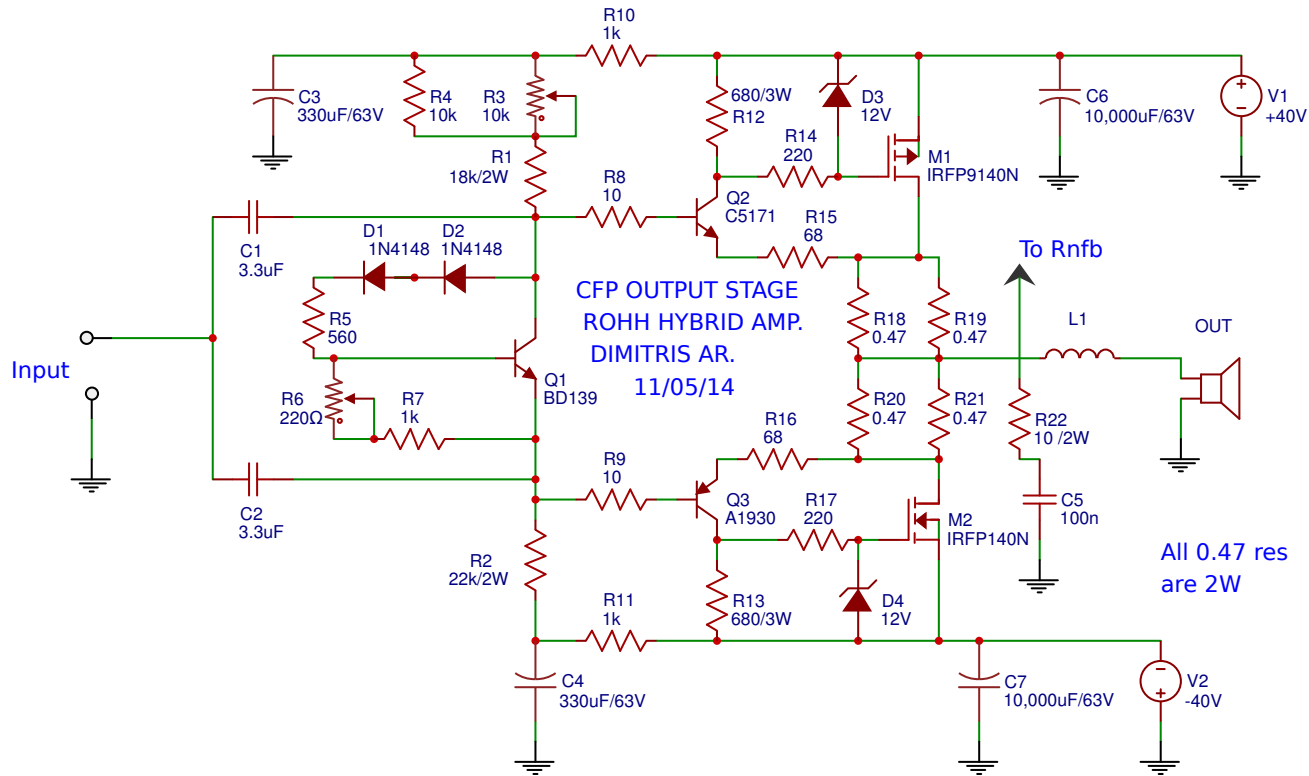 R10
1k
C3
330uF/63V
R4
10k
R3
10k
680/3W
R12
D3
12V
C6
10,000uF/63V
V1
+40V
R14
220
R1
18k/2W
R8
10
M1
IRFP9140N
Q2
C5171
R15
68
C1
3.3uF
D1
1N4148
D2
1N4148
To Rnfb
CFP OUTPUT STAGE
ROHH HYBRID AMP.
DIMITRIS AR.
11/05/14
R5
560
R18
0.47
R19
0.47
L1
OUT
Input
Q1
BD139
R6
220Ω
R7
1k
R20
0.47
R21
0.47
R22
10 /2W
R16
68
R9
10
C2
3.3uF
Q3
A1930
R17
220
C5
100n
M2
IRFP140N
R2
22k/2W
All 0.47 res
are 2W
R11
1k
R13
680/3W
D4
12V
C4
330uF/63V
C7
10,000uF/63V
V2
-40V